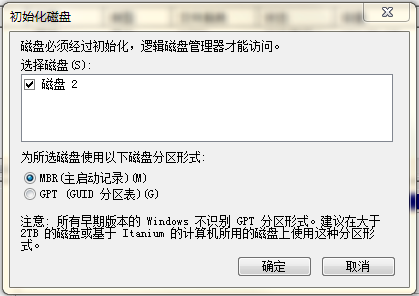 初始化磁盘
磁盘必须经过初始化，逻辑磁盘管理器才能访问。
选择磁盘(S):
磁盘 2
为所选磁盘使用以下磁盘分区形式:
MBR(主启动记录)(M)
GPT (GUID 分区表)(G)
注意: 所有早期版本的 Windows 不识别 GPT 分区形式。建议在大于
2TB 的磁盘或基于 Itanium 的计算机所用的磁盘上使用这种分区形
式。
确定
取消